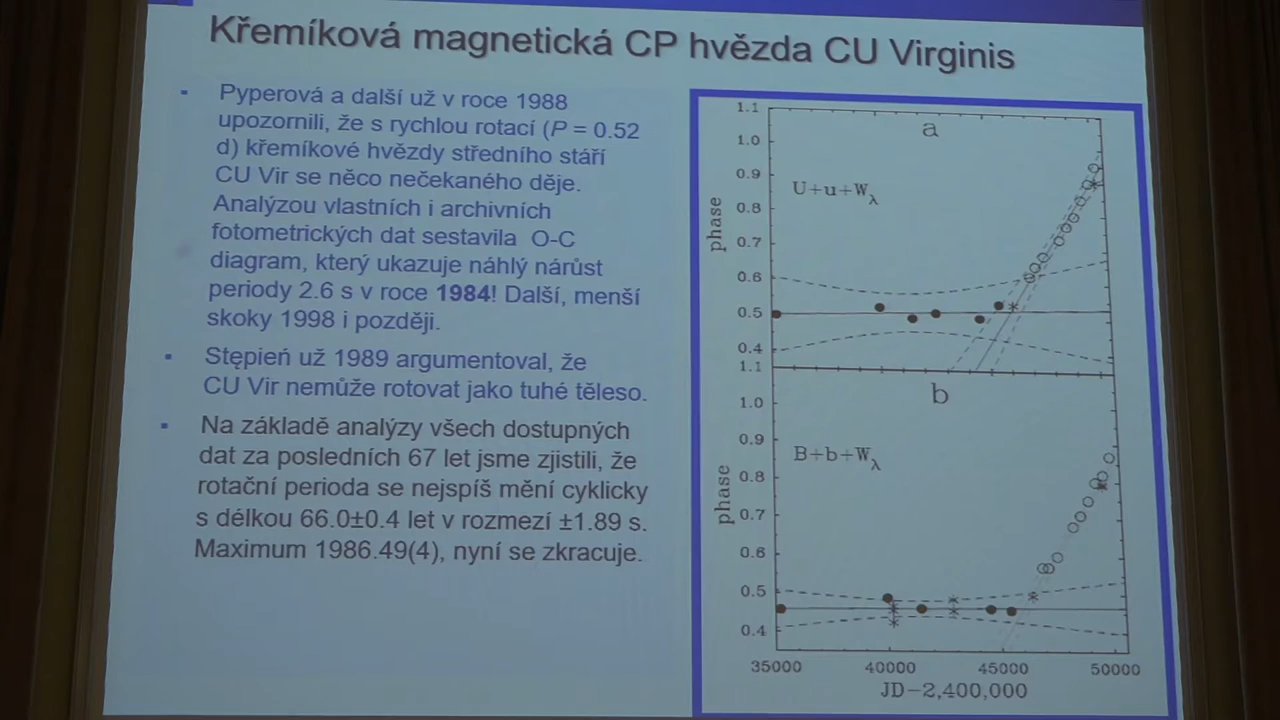 Křemíková magnetická CP hvězda CU Virginis
▪ Pyperová a další už v roce 1988
upozornili, že s rychlou rotací (P = 0.52
d) křemíkové hvězdy středního stáří
CU Vir se něco nečekaného děje.
Analýzou vlastních i archivních
fotometrických dat sestavila O-C
diagram, který ukazuje náhlý nárůst
periody 2.6 s v roce 1984! Další, menší
skoky 1998 i později.
▪ Stępień už 1989 argumentoval, že
CU Vir nemůže rotovat jako tuhé těleso.
▪ Na základě analýzy všech dostupných
dat za posledních 67 let jsme zjistili, že
rotační perioda se nejspíš mění cyklicky
s délkou 66.0±0.4 let v rozmezí ±1.89 s.
Maximum 1986.49(4), nyní se zkracuje.
1.1
a
1.0
0.9
U+u+Wλ
0.8
phase
0.7
0.6
0.5
0.4
1.1
b
1.0
0.9
B+b+Wλ
0.8
phase
0.7
0.6
0.5
0.4
35000 40000 45000 50000
JD−2,400,000